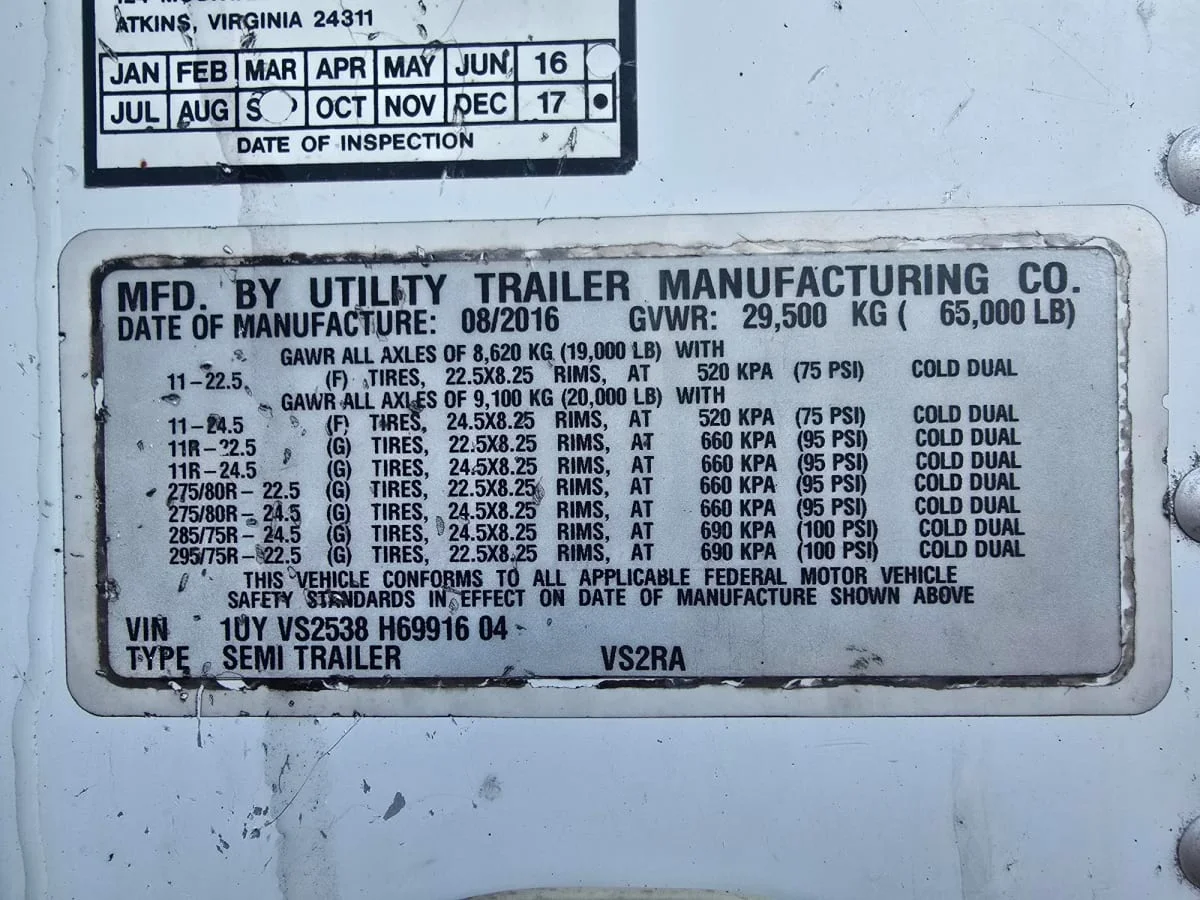 ATKINS, VIRGINIA 24311
JAN FEB MAR APR MAY JUN 16
JUL AUG OCT NOV DEC 17
DATE OF INSPECTION
MFD. BY UTILITY TRAILER MANUFACTURING CO.
DATE OF MANUFACTURE: 08/2016 GVWR: 29,500 KG ( 65,000 LB)
GAWR ALL AXLES OF 8,620 KG (19,000 LB) WITH
11-22.5 (F) TIRES, 22.5X8.25 RIMS, AT 520 KPA (75 PSI) COLD DUAL
GAWR ALL AXLES OF 9,100 KG (20,000 LB) WITH
11-24.5 (F) TIRES, 24.5X8.25 RIMS, AT 520 KPA (75 PSI) COLD DUAL
11R-22.5 (G) TIRES, 22.5X8.25 RIMS, AT 660 KPA (95 PSI) COLD DUAL
11R-24.5 (G) TIRES, 24.5X8.25 RIMS, AT 660 KPA (95 PSI) COLD DUAL
275/80R- 22.5 (G) TIRES, 22.5X8.25 RIMS, AT 660 KPA (95 PSI) COLD DUAL
275/80R- 24.5 (G) TIRES, 24.5X8.25 RIMS, AT 660 KPA (95 PSI) COLD DUAL
285/75R- 24.5 (G) TIRES, 24.5X8.25 RIMS, AT 690 KPA (100 PSI) COLD DUAL
295/75R- 22.5 (G) TIRES, 22.5X8.25 RIMS, AT 690 KPA (100 PSI) COLD DUAL
THIS VEHICLE CONFORMS TO ALL APPLICABLE FEDERAL MOTOR VEHICLE
SAFETY STANDARDS IN EFFECT ON DATE OF MANUFACTURE SHOWN ABOVE
VIN 1UY VS2538 H69916 04
TYPE SEMI TRAILER VS2RA